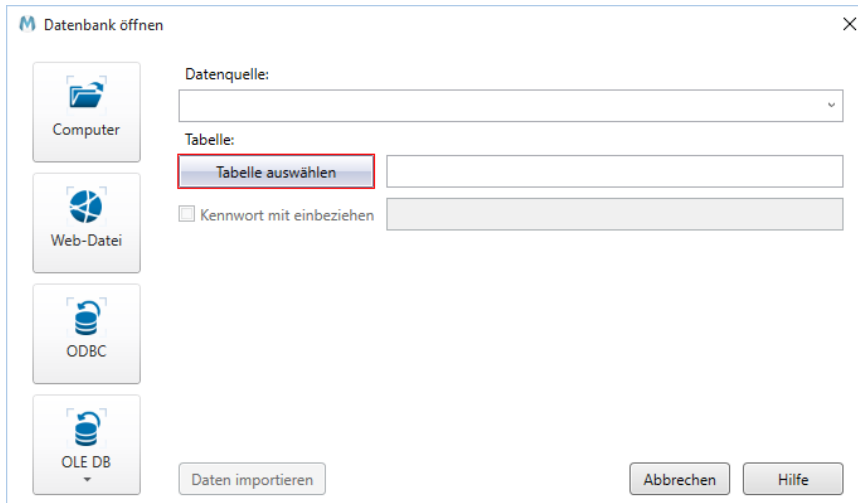 Datenbank öffnen
Computer
Web-Datei
ODBC
OLE DB
Datenquelle:
Tabelle:
Tabelle auswählen
Kennwort mit einbeziehen
Daten importieren
Abbrechen
Hilfe